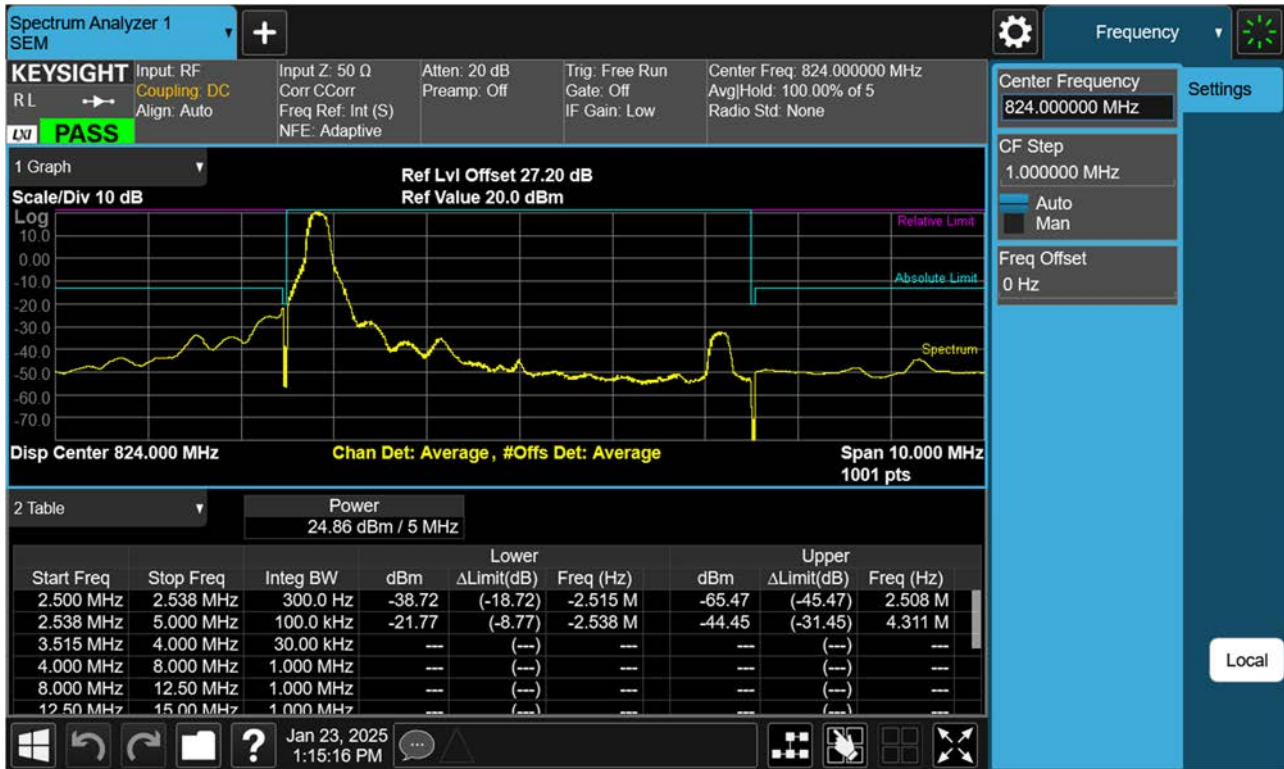 Spectrum Analyzer 1
SEM
+
Frequency
KEYSIGHT
R L
LXI
PASS
Input: RF
Coupling: DC
Align: Auto
Input Z: 50 Ω
Corr CCorr
Freq Ref: Int (S)
NFE: Adaptive
Atten: 20 dB
Preamp: Off
Trig: Free Run
Gate: Off
IF Gain: Low
Center Freq: 824.000000 MHz
Avg|Hold: 100.00% of 5
Radio Std: None
Center Frequency
824.000000 MHz
Settings
CF Step
1.000000 MHz
Auto
Man
Freq Offset
0 Hz
1 Graph
Scale/Div 10 dB
Ref Lvl Offset 27.20 dB
Ref Value 20.0 dBm
Log
10.0
0.00
-10.0
-20.0
-30.0
-40.0
-50.0
-60.0
-70.0
Relative Limit
Absolute Limit
Spectrum
Disp Center 824.000 MHz
Chan Det: Average , #Offs Det: Average
Span 10.000 MHz
1001 pts
2 Table
Power
24.86 dBm / 5 MHz
Lower Upper
Start Freq Stop Freq Integ BW dBm ΔLimit(dB) Freq (Hz) dBm ΔLimit(dB) Freq (Hz)
2.500 MHz 2.538 MHz 300.0 Hz -38.72 (-18.72) -2.515 M -65.47 (-45.47) 2.508 M
2.538 MHz 5.000 MHz 100.0 kHz -21.77 (-8.77) -2.538 M -44.45 (-31.45) 4.311 M
3.515 MHz 4.000 MHz 30.00 kHz --- (---) --- --- (---) ---
4.000 MHz 8.000 MHz 1.000 MHz --- (---) --- --- (---) ---
8.000 MHz 12.50 MHz 1.000 MHz --- (---) --- --- (---) ---
12.50 MHz 15.00 MHz 1.000 MHz --- (---) --- --- (---) ---
Local
?
Jan 23, 2025
1:15:16 PM